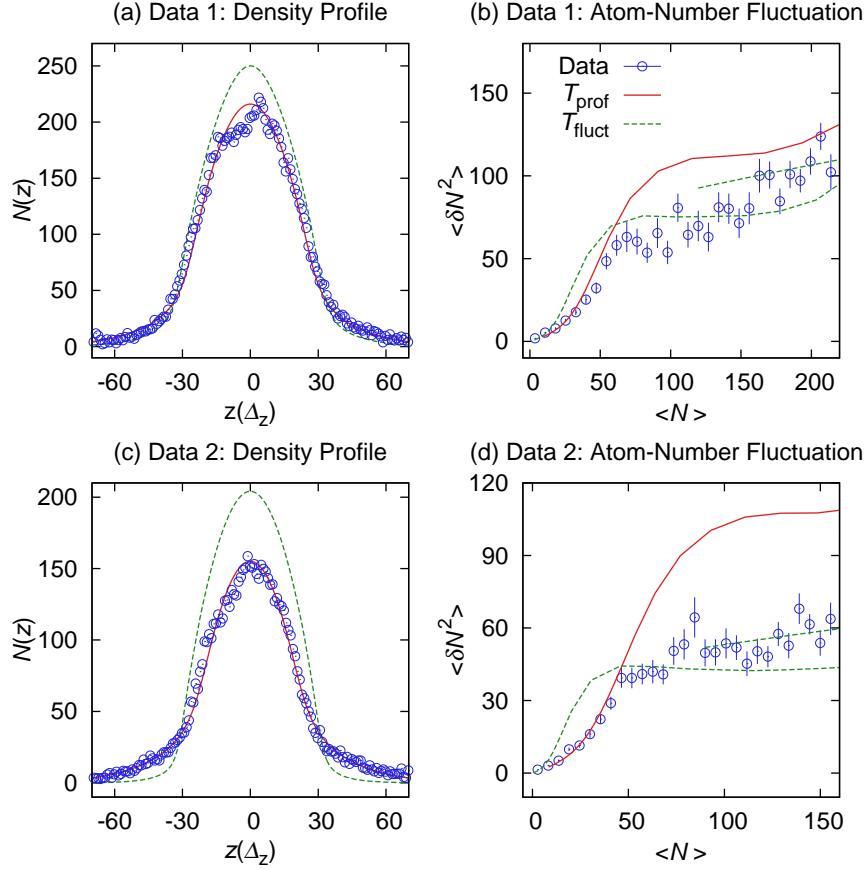 (a) Data 1: Density Profile
(b) Data 1: Atom-Number Fluctuation
N(z)
250
200
150
100
50
0
-60 -30 0 30 60
z(Δz)
<δN²>
150
100
50
0
0 50 100 150 200
<N>
Data
Tprof
Tfluct
(c) Data 2: Density Profile
(d) Data 2: Atom-Number Fluctuation
N(z)
200
150
100
50
0
-60 -30 0 30 60
z(Δz)
<δN²>
120
90
60
30
0
0 50 100 150
<N>